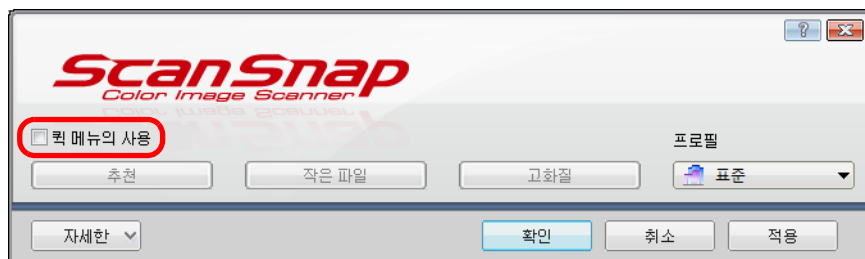 ScanSnap
Color Image Scanner
퀵 메뉴의 사용
프로필
추천 작은 파일 고화질 표준
자세한 확인 취소 적용